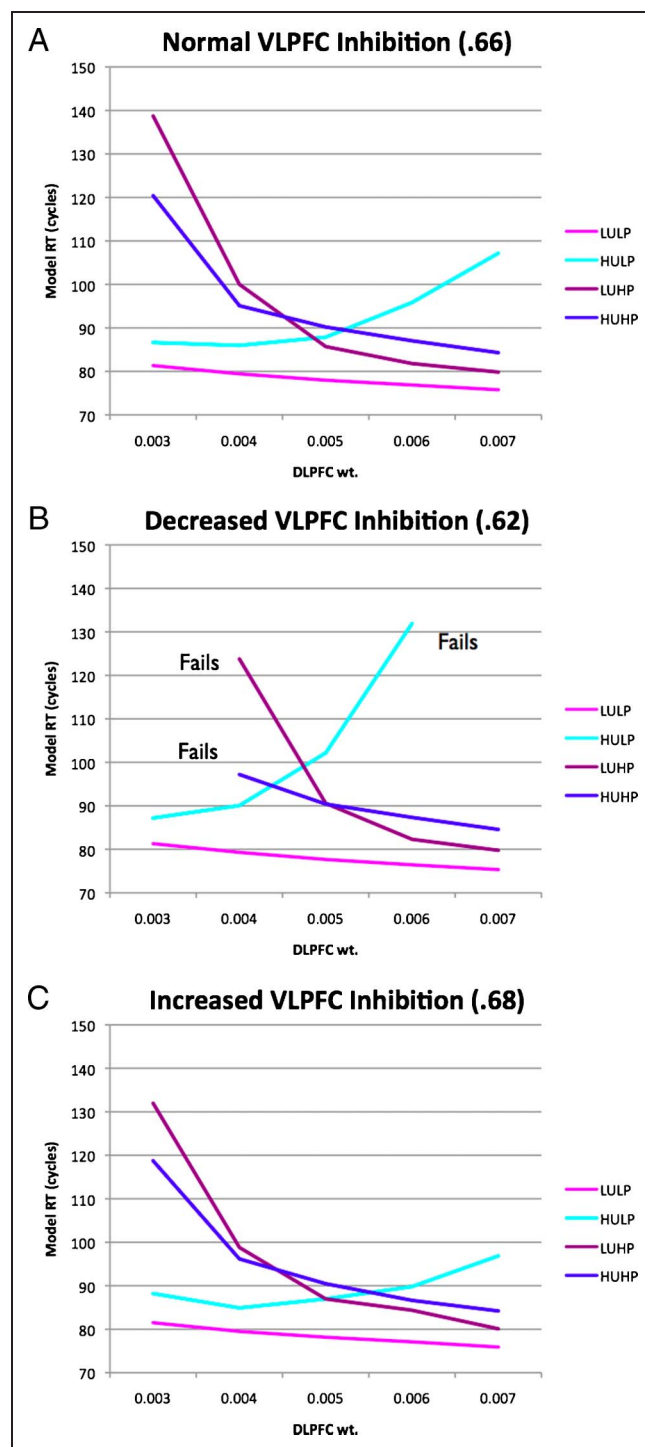 A
Normal VLPFC Inhibition (.66)
150
140
130
120
110
100
90
80
70
Model RT (cycles)
0.003 0.004 0.005 0.006 0.007
DLPFC wt.
LULP
HULP
LUHP
HUHP
B
Decreased VLPFC Inhibition (.62)
150
140
130
120
110
100
90
80
70
Model RT (cycles)
Fails
Fails
Fails
0.003 0.004 0.005 0.006 0.007
DLPFC wt.
LULP
HULP
LUHP
HUHP
C
Increased VLPFC Inhibition (.68)
150
140
130
120
110
100
90
80
70
Model RT (cycles)
0.003 0.004 0.005 0.006 0.007
DLPFC wt.
LULP
HULP
LUHP
HUHP